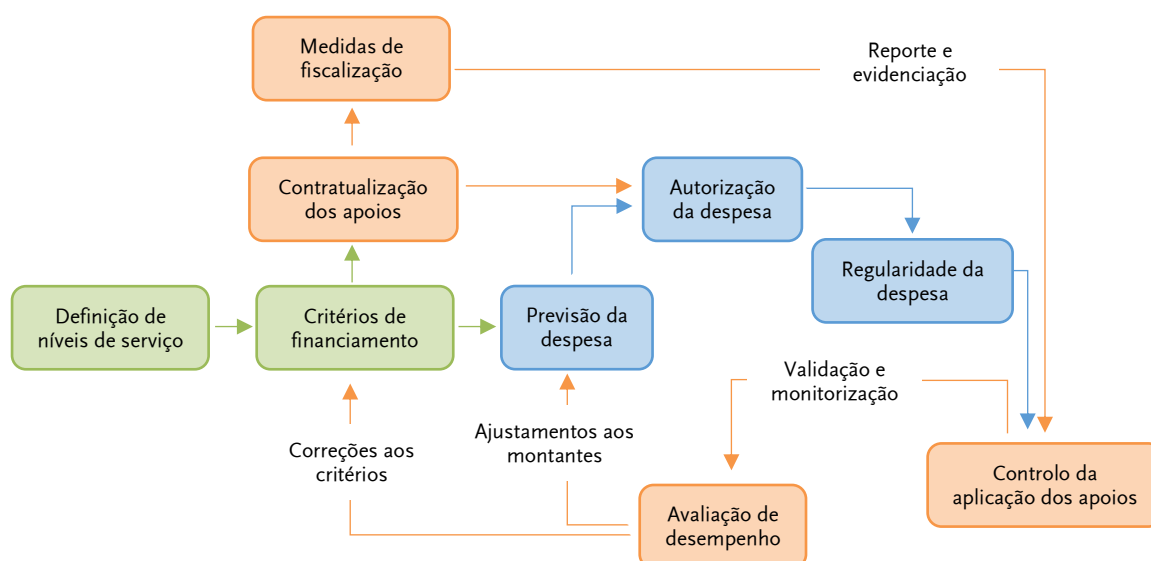 Medidas de
fiscalização
Reporte e
evidenciação
Contratualização
dos apoios
Autorização
da despesa
Regularidade da
despesa
Definição de
níveis de serviço
Critérios de
financiamento
Previsão da
despesa
Validação e
monitorização
Correções aos
critérios
Ajustamentos aos
montantes
Controlo da
aplicação dos apoios
Avaliação de
desempenho